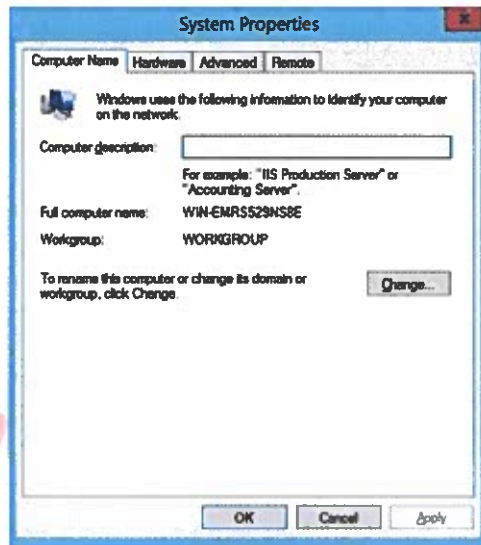 System Properties
x
Computer Name Hardware Advanced Remote
Windows uses the following information to identify your computer
on the network.
Computer description:
For example: "IIS Production Server" or
"Accounting Server".
Full computer name: WIN-EMRS529NS8E
Workgroup: WORKGROUP
To rename this computer or change its domain or
workgroup, click Change.
Change...
OK Cancel Apply